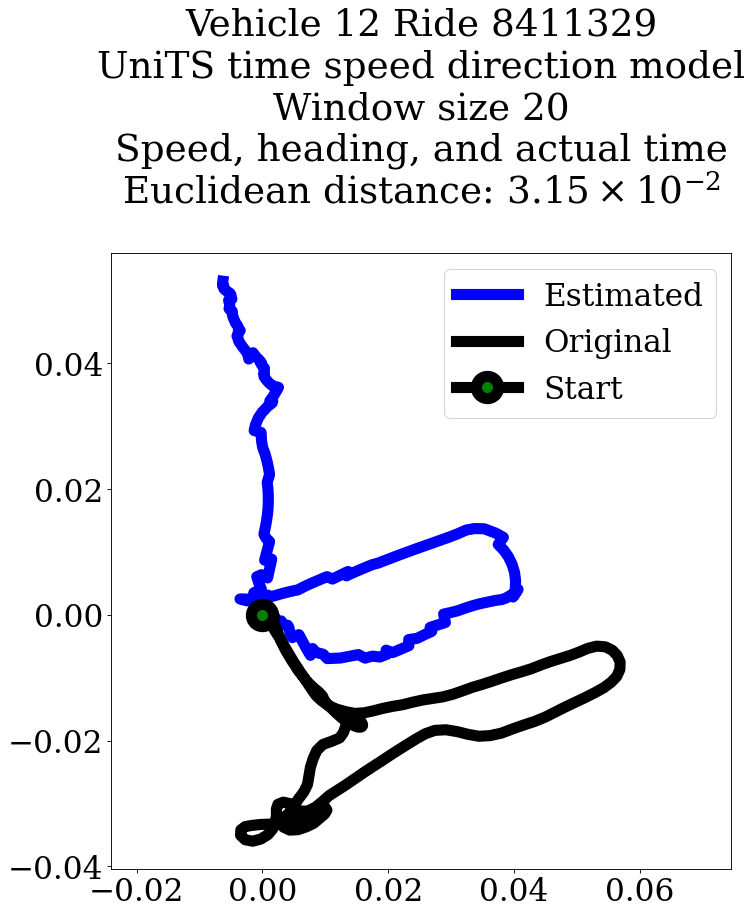 Vehicle 12 Ride 8411329
UniTS time speed direction model
Window size 20
Speed, heading, and actual time
Euclidean distance: 3.15 × 10⁻²
Estimated
Original
Start
0.04
0.02
0.00
−0.02
−0.04
−0.02 0.00 0.02 0.04 0.06